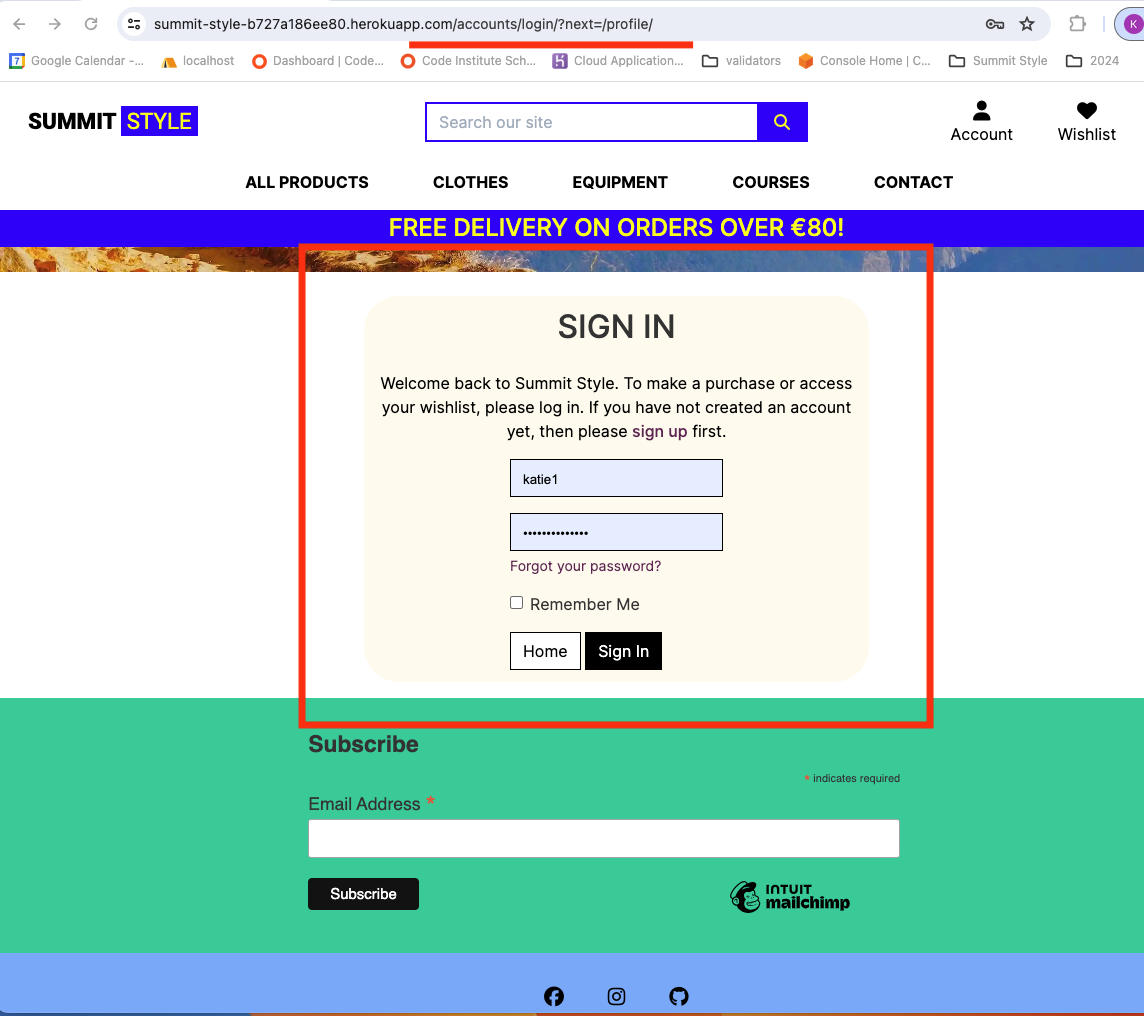 summit-style-b727a186ee80.herokuapp.com/accounts/login/?next=/profile/
K
7 Google Calendar -... localhost Dashboard | Code... Code Institute Sch... Cloud Application... validators Console Home | C... Summit Style 2024
SUMMIT STYLE
Search our site
Account
Wishlist
ALL PRODUCTS CLOTHES EQUIPMENT COURSES CONTACT
FREE DELIVERY ON ORDERS OVER €80!
SIGN IN
Welcome back to Summit Style. To make a purchase or access
your wishlist, please log in. If you have not created an account
yet, then please sign up first.
katie1
••••••••••••••
Forgot your password?
Remember Me
Home Sign In
Subscribe
* indicates required
Email Address *
Subscribe
INTUIT
mailchimp